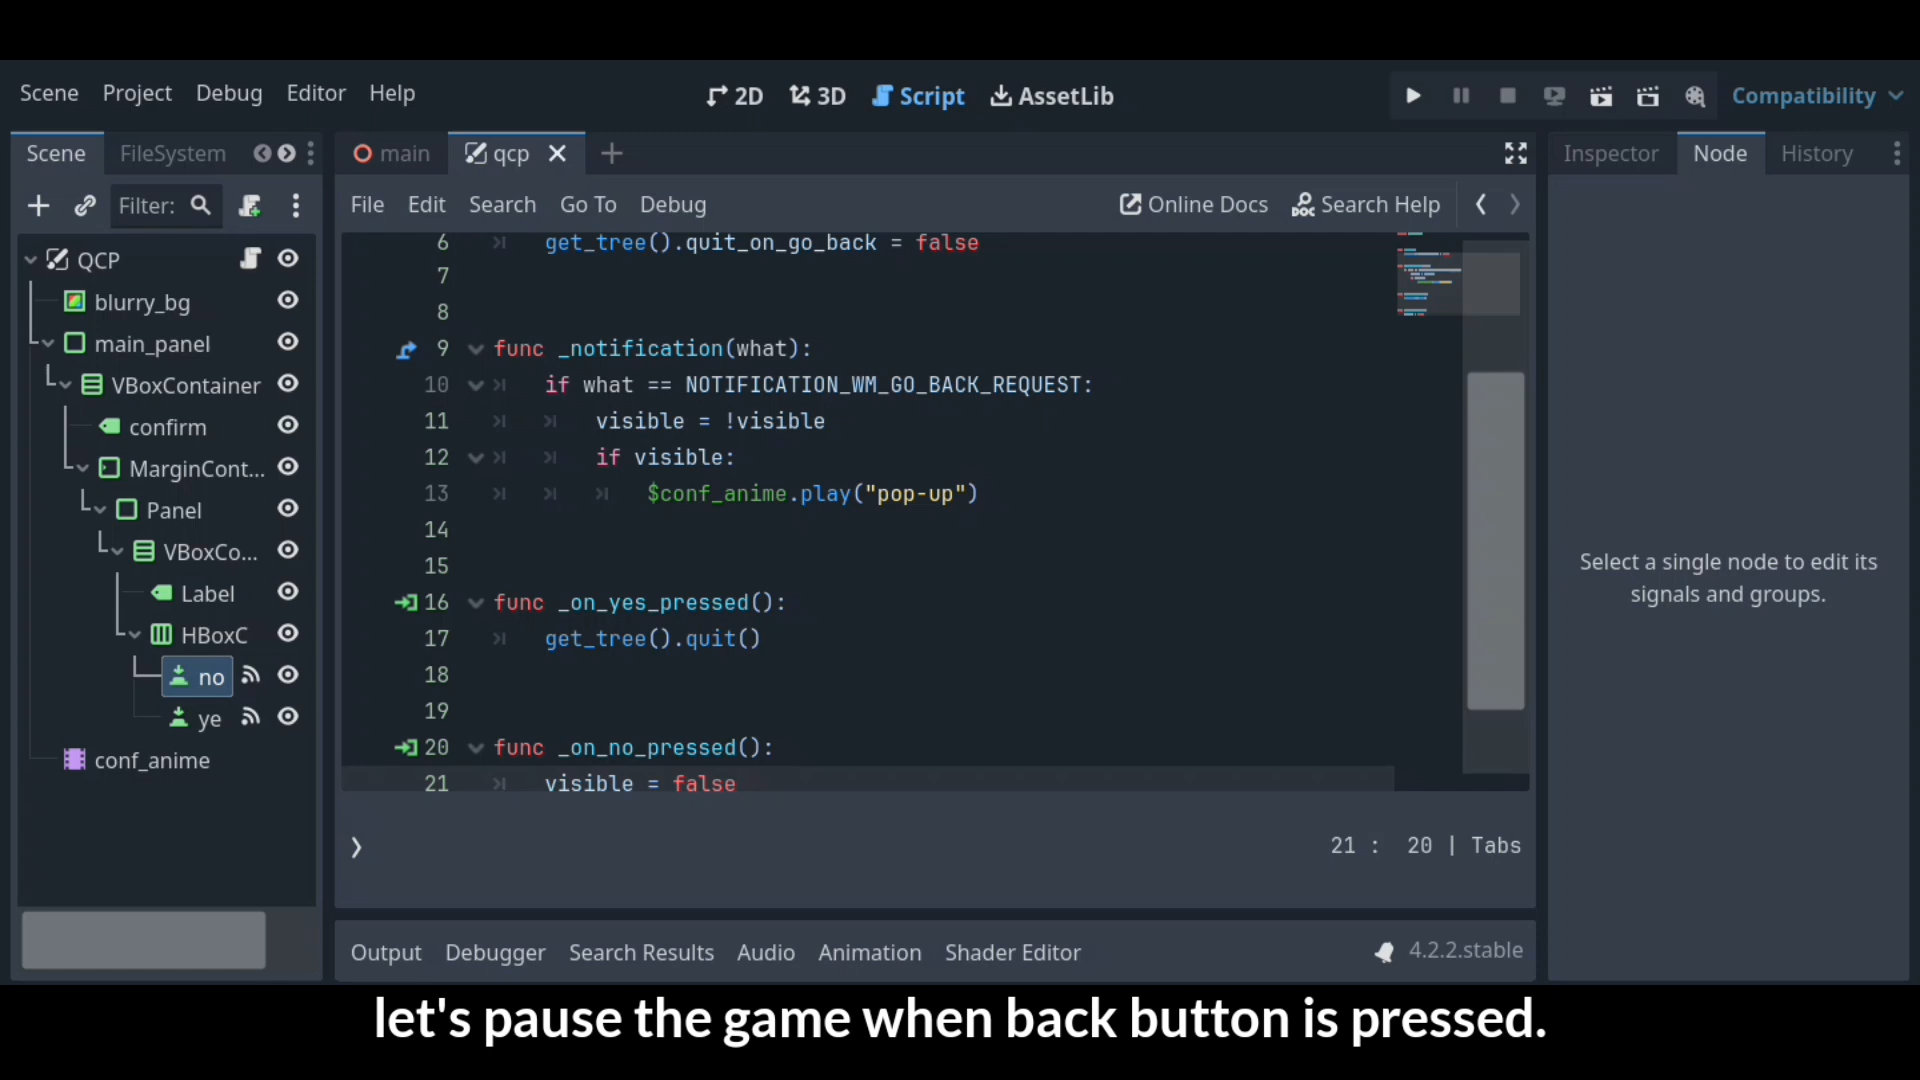 Scene Project Debug Editor Help
2D 3D Script AssetLib
Compatibility
Scene FileSystem
main qcp
Inspector Node History
Filter:
File Edit Search Go To Debug
Online Docs Search Help
QCP
blurry_bg
main_panel
VBoxContainer
confirm
MarginCont...
Panel
VBoxCo...
Label
HBoxC
no
ye
conf_anime
6 get_tree().quit_on_go_back = false
7
8
9 func _notification(what):
10 if what == NOTIFICATION_WM_GO_BACK_REQUEST:
11 visible = !visible
12 if visible:
13 $conf_anime.play("pop-up")
14
15
16 func _on_yes_pressed():
17 get_tree().quit()
18
19
20 func _on_no_pressed():
21 visible = false
21 : 20 | Tabs
Select a single node to edit its
signals and groups.
Output Debugger Search Results Audio Animation Shader Editor
4.2.2.stable
let's pause the game when back button is pressed.